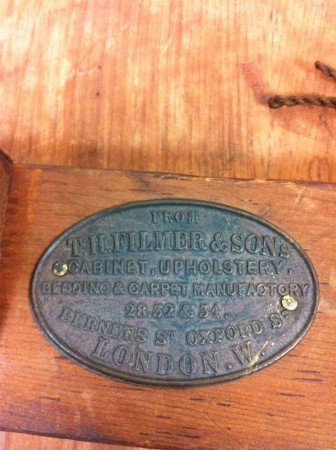 FROM
T.H. FILMER & SONS
CABINET, UPHOLSTERY,
BEDDING & CARPET MANUFACTORY
28.32 & 34.
BERNERS ST OXFORD ST
LONDON. W.